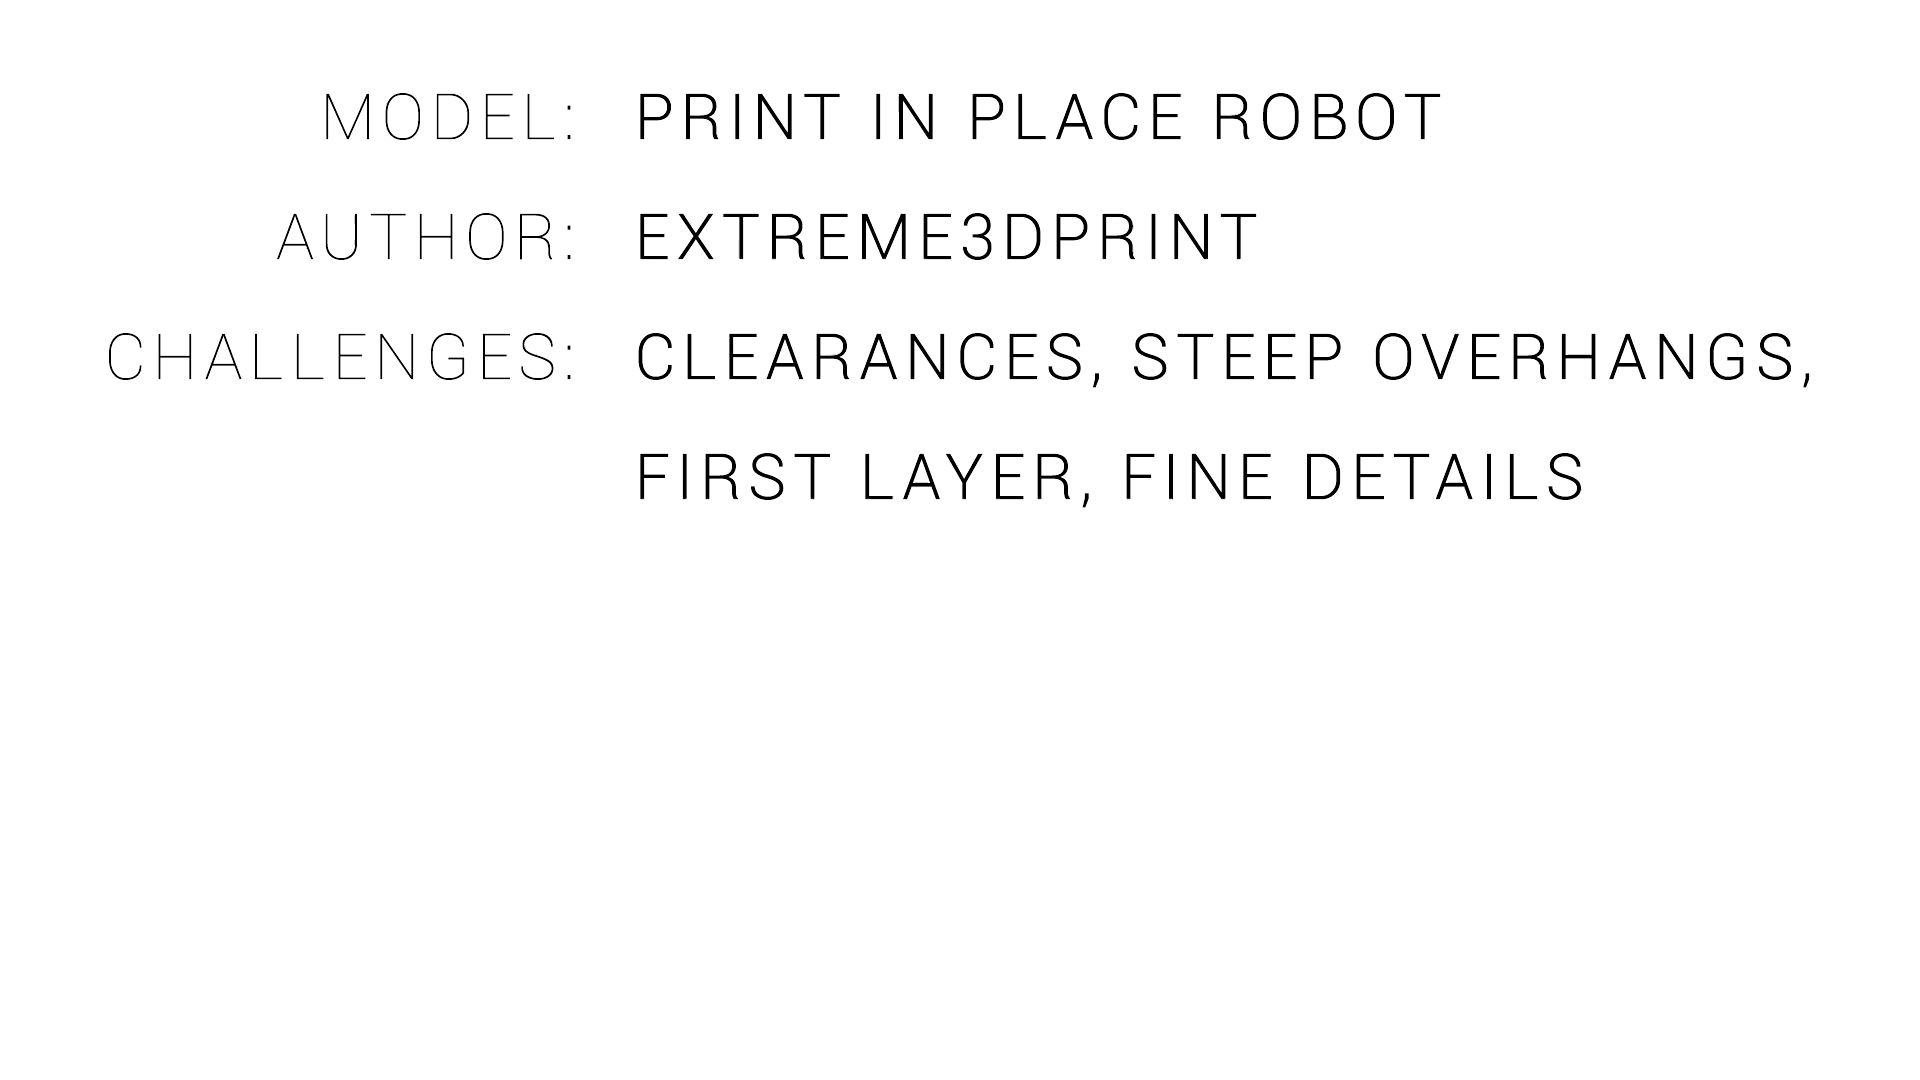 MODEL: PRINT IN PLACE ROBOT
AUTHOR: EXTREME3DPRINT
CHALLENGES: CLEARANCES, STEEP OVERHANGS,
FIRST LAYER, FINE DETAILS